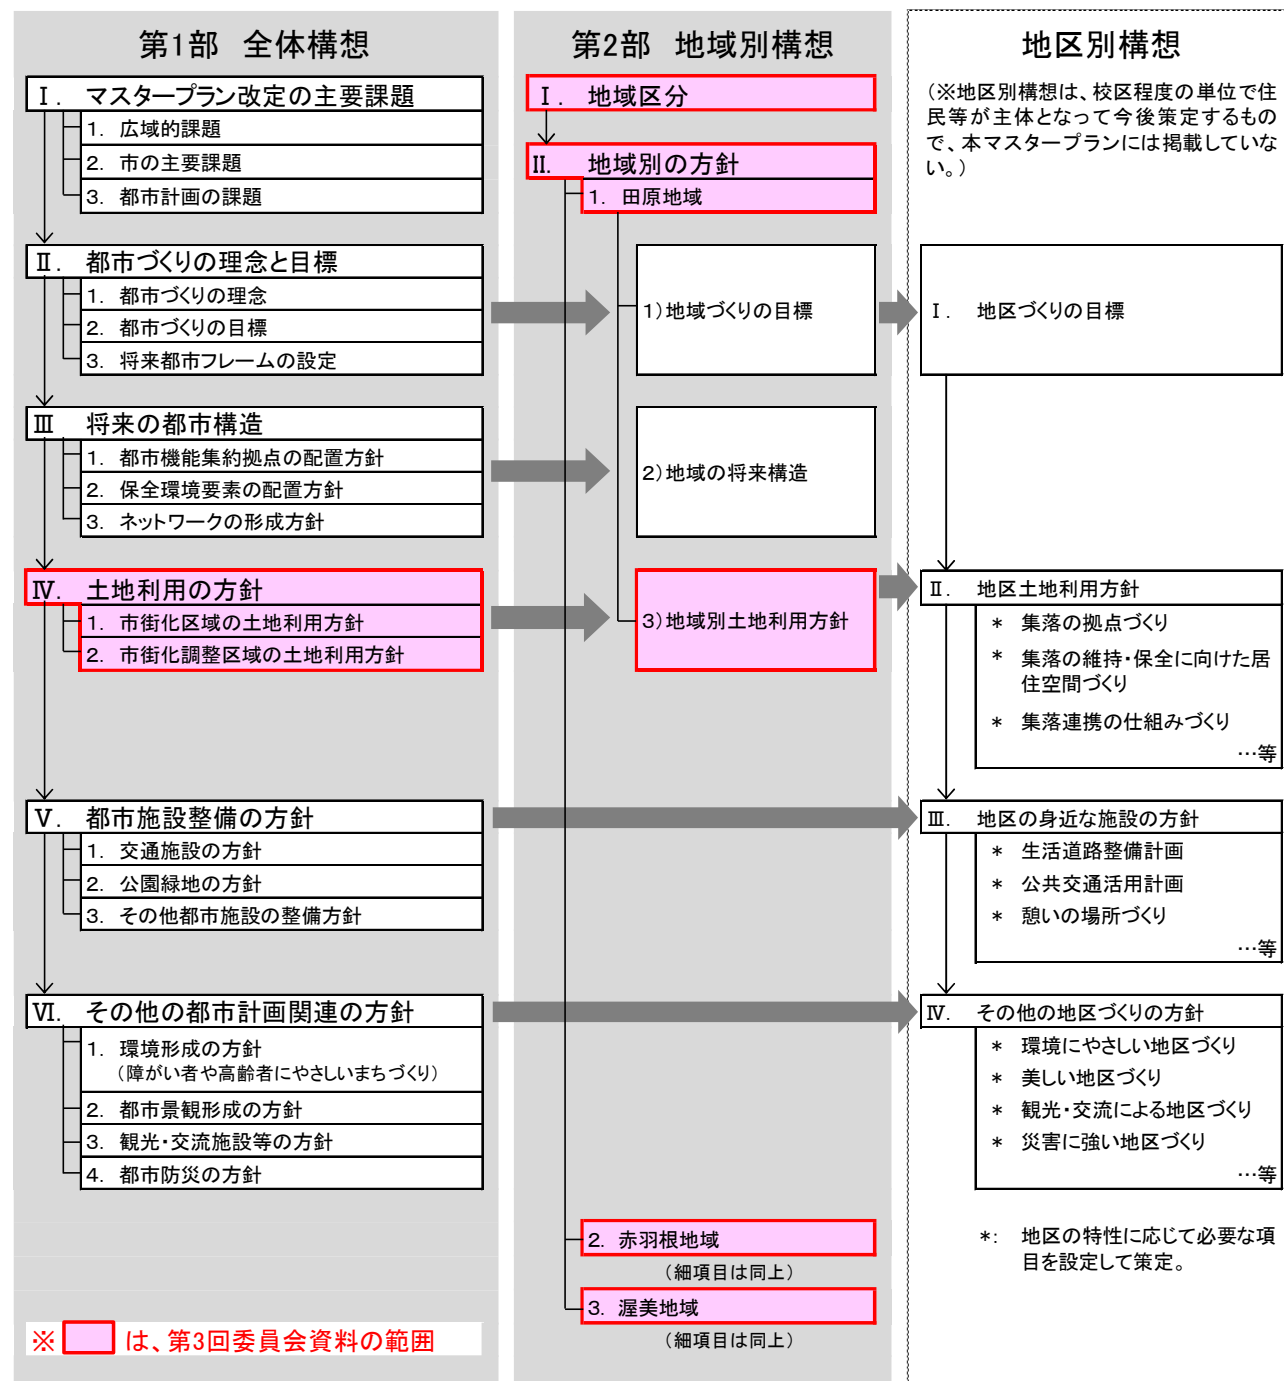 第1部 全体構想
Ⅰ. マスタープラン改定の主要課題
1. 広域的課題
2. 市の主要課題
3. 都市計画の課題
Ⅱ. 都市づくりの理念と目標
1. 都市づくりの理念
2. 都市づくりの目標
3. 将来都市フレームの設定
Ⅲ 将来の都市構造
1. 都市機能集約拠点の配置方針
2. 保全環境要素の配置方針
3. ネットワークの形成方針
Ⅳ. 土地利用の方針
1. 市街化区域の土地利用方針
2. 市街化調整区域の土地利用方針
Ⅴ. 都市施設整備の方針
1. 交通施設の方針
2. 公園緑地の方針
3. その他都市施設の整備方針
Ⅵ. その他の都市計画関連の方針
1. 環境形成の方針
（障がい者や高齢者にやさしいまちづくり）
2. 都市景観形成の方針
3. 観光・交流施設等の方針
4. 都市防災の方針
※ は、第3回委員会資料の範囲
第2部 地域別構想
Ⅰ. 地域区分
Ⅱ. 地域別の方針
1. 田原地域
1）地域づくりの目標
2）地域の将来構造
3）地域別土地利用方針
2. 赤羽根地域
（細項目は同上）
3. 渥美地域
（細項目は同上）
地区別構想
（※地区別構想は、校区程度の単位で住
民等が主体となって今後策定するもの
で、本マスタープランには掲載していな
い。）
Ⅰ. 地区づくりの目標
Ⅱ. 地区土地利用方針
* 集落の拠点づくり
* 集落の維持・保全に向けた居
住空間づくり
* 集落連携の仕組みづくり
…等
Ⅲ. 地区の身近な施設の方針
* 生活道路整備計画
* 公共交通活用計画
* 憩いの場所づくり
…等
Ⅳ. その他の地区づくりの方針
* 環境にやさしい地区づくり
* 美しい地区づくり
* 観光・交流による地区づくり
* 災害に強い地区づくり
…等
*: 地区の特性に応じて必要な項
目を設定して策定。